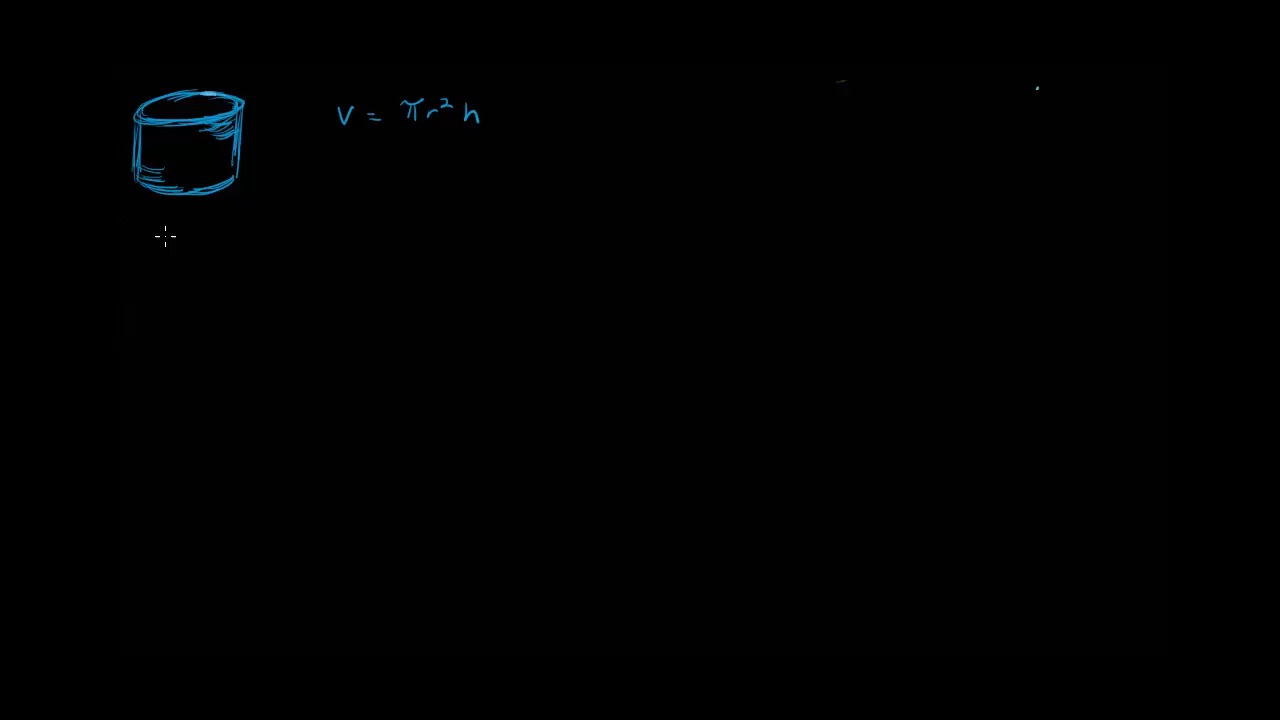 V = πr²h